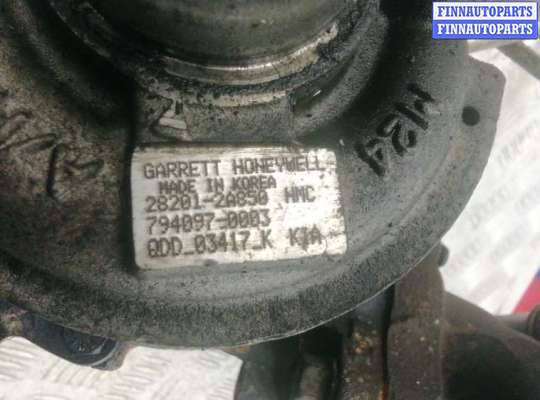 FINNAUTOPARTS
FINNAUTOPARTS
M24
GARRETT HONEYWELL
MADE IN KOREA
28201-2A850 HMC
794097-0003
QDD_03417_K KIA